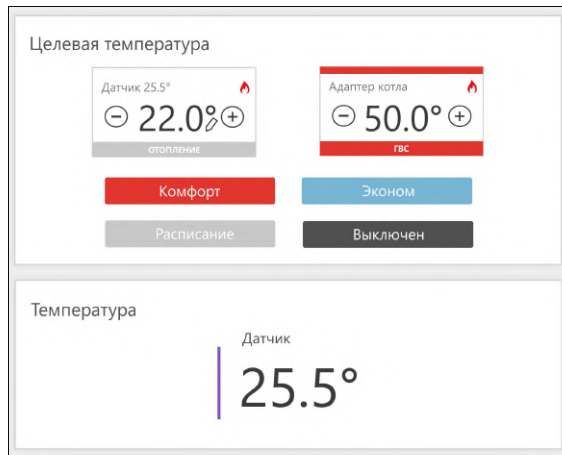 Целевая температура
Датчик 25.5°
22.0°
ОТОПЛЕНИЕ
Адаптер котла
50.0°
ГВС
Комфорт
Эконом
Расписание
Выключен
Температура
Датчик
25.5°